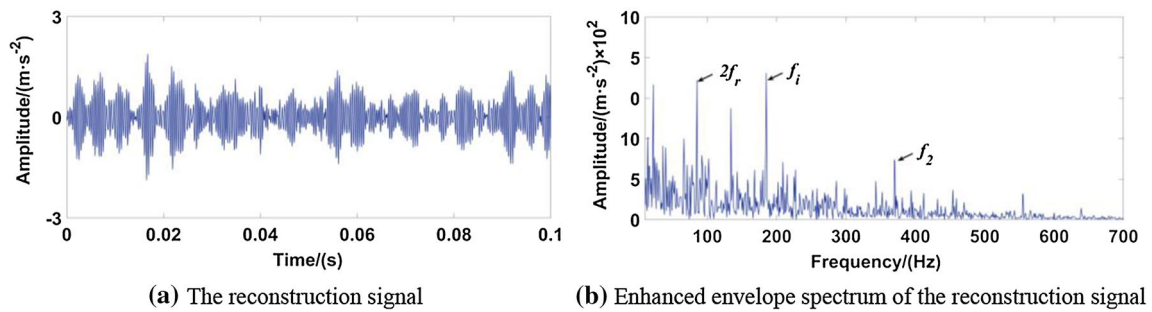 3
0
-3
Amplitude/(m·s⁻²)
0 0.02 0.04 0.06 0.08 0.1
Time/(s)
(a) The reconstruction signal
10
5
0
10
5
0
Amplitude/(m·s⁻²)×10²
2fᵣ
fᵢ
f₂
100 200 300 400 500 600 700
Frequency/(Hz)
(b) Enhanced envelope spectrum of the reconstruction signal